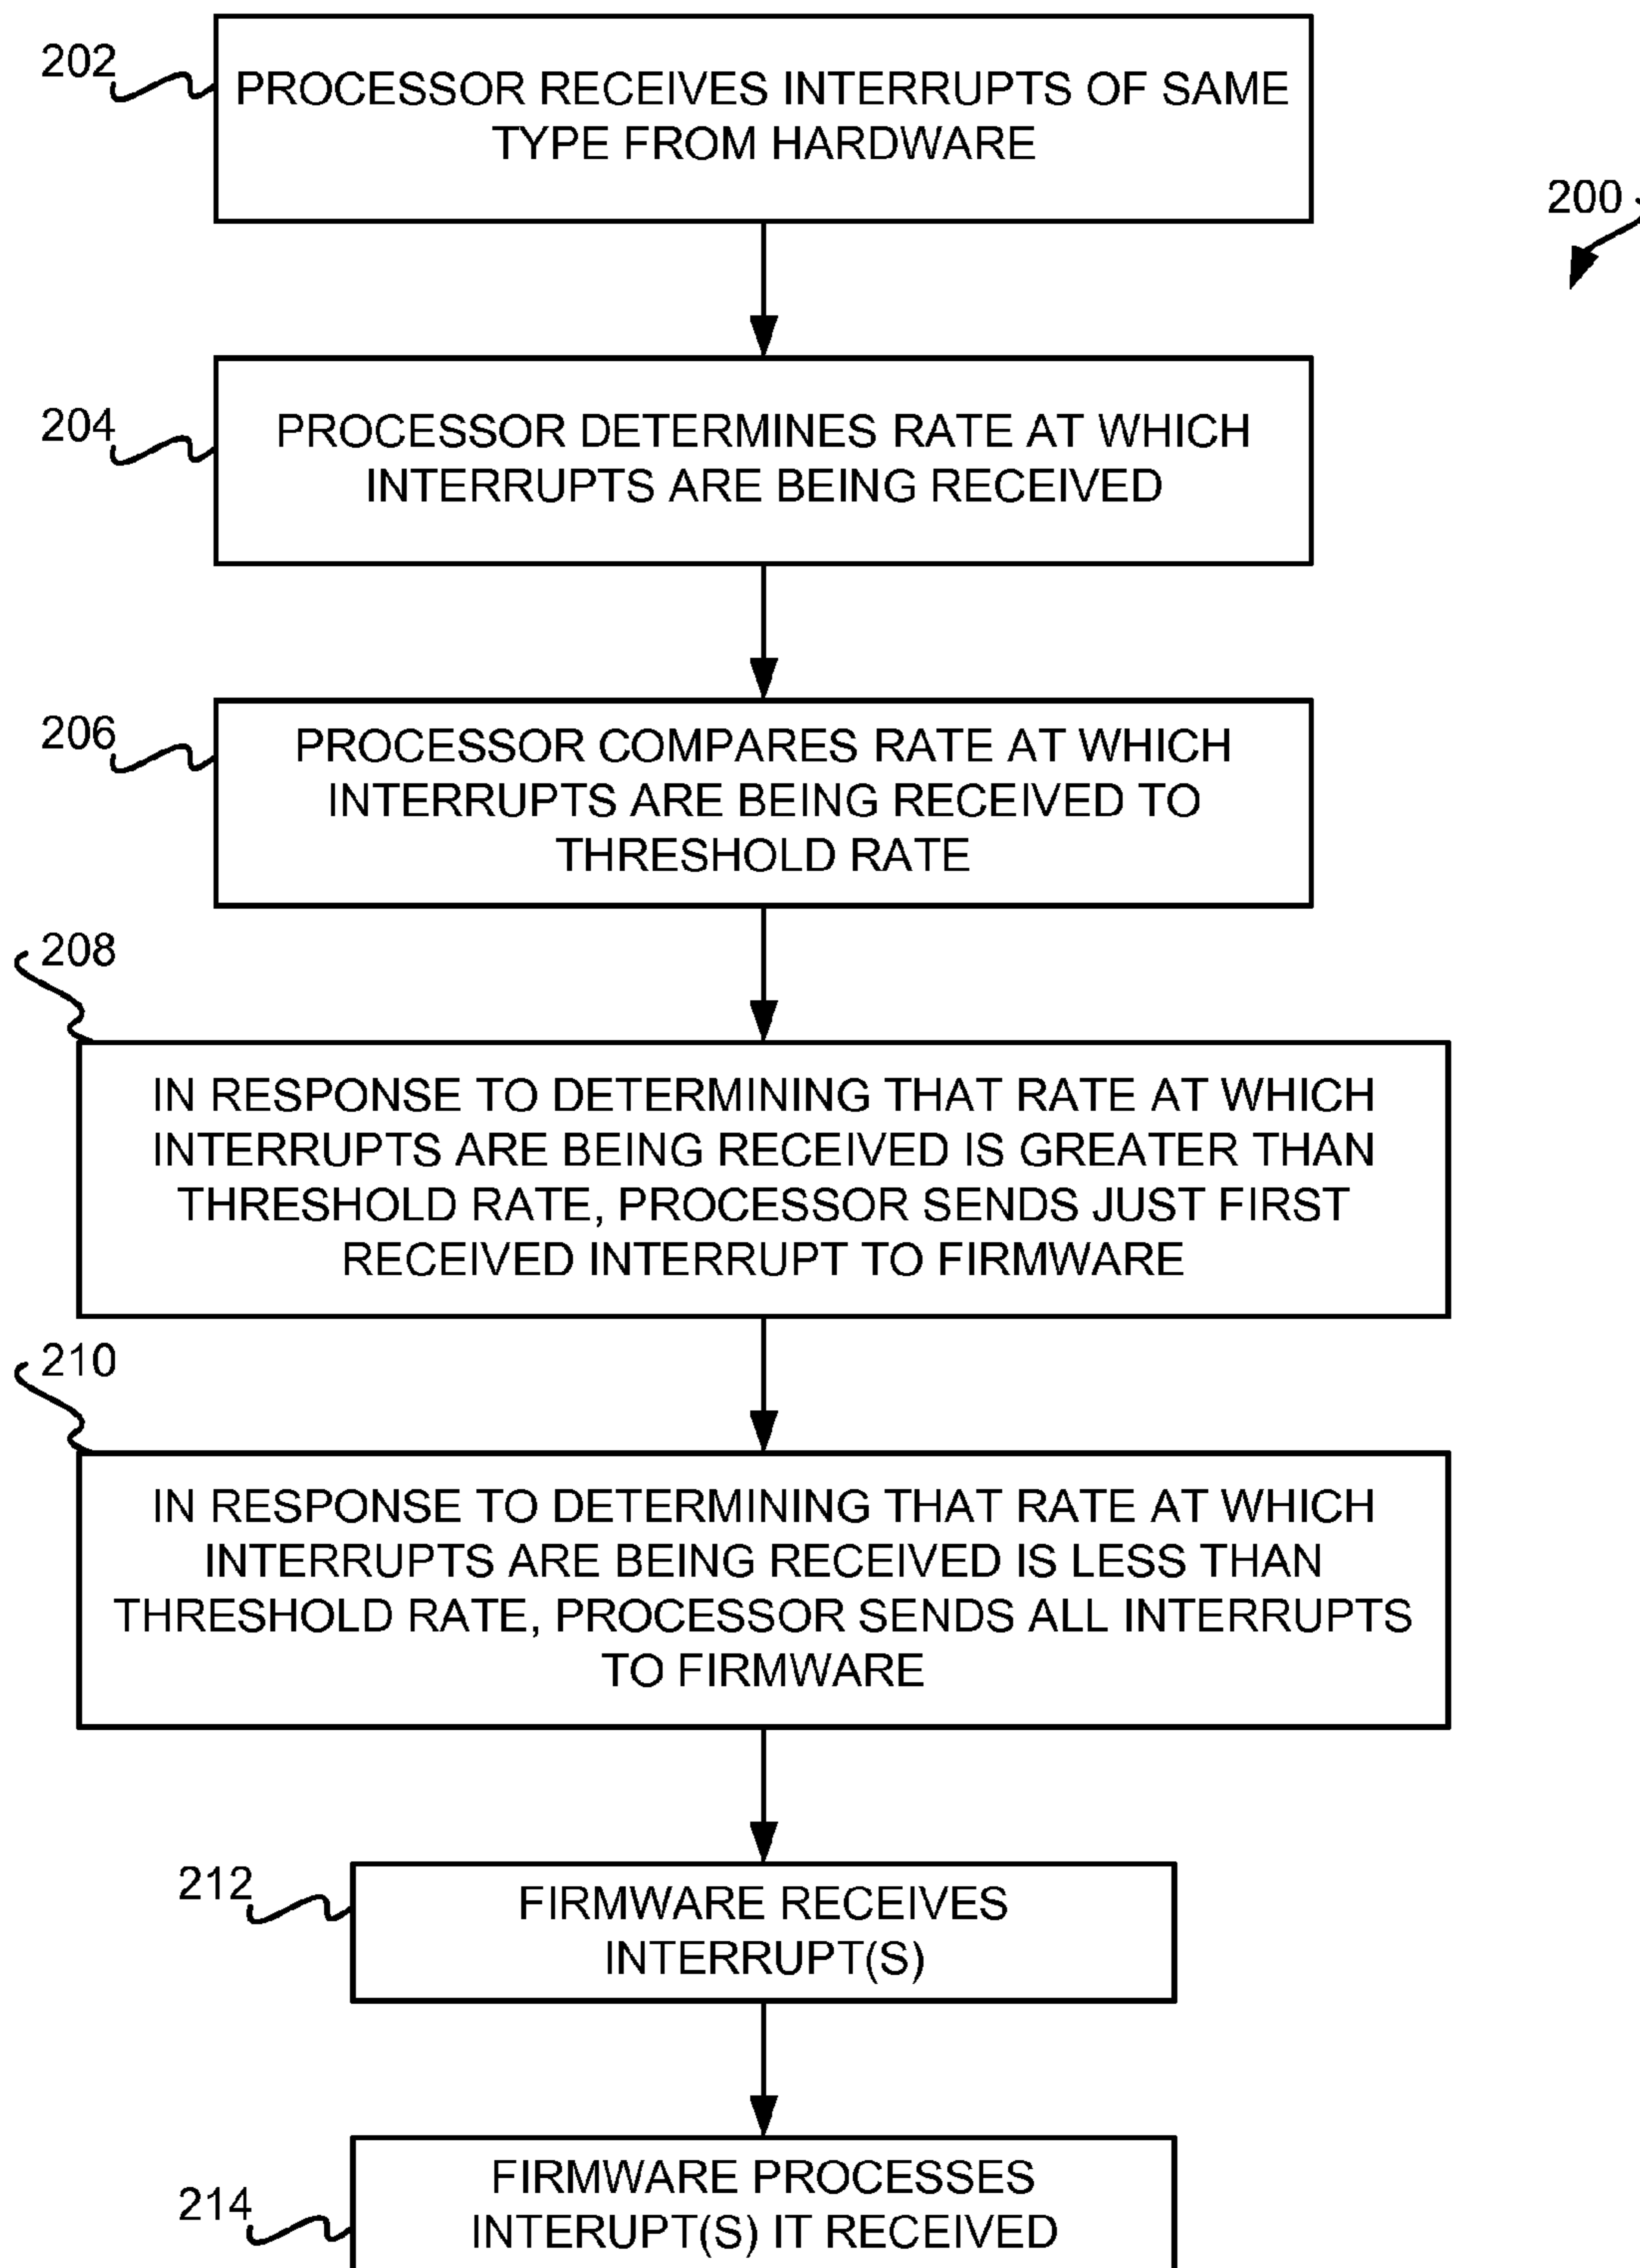 202
PROCESSOR RECEIVES INTERRUPTS OF SAME
TYPE FROM HARDWARE
200
204
PROCESSOR DETERMINES RATE AT WHICH
INTERRUPTS ARE BEING RECEIVED
206
PROCESSOR COMPARES RATE AT WHICH
INTERRUPTS ARE BEING RECEIVED TO
THRESHOLD RATE
208
IN RESPONSE TO DETERMINING THAT RATE AT WHICH
INTERRUPTS ARE BEING RECEIVED IS GREATER THAN
THRESHOLD RATE, PROCESSOR SENDS JUST FIRST
RECEIVED INTERRUPT TO FIRMWARE
210
IN RESPONSE TO DETERMINING THAT RATE AT WHICH
INTERRUPTS ARE BEING RECEIVED IS LESS THAN
THRESHOLD RATE, PROCESSOR SENDS ALL INTERRUPTS
TO FIRMWARE
212
FIRMWARE RECEIVES
INTERRUPT(S)
214
FIRMWARE PROCESSES
INTERUPT(S) IT RECEIVED